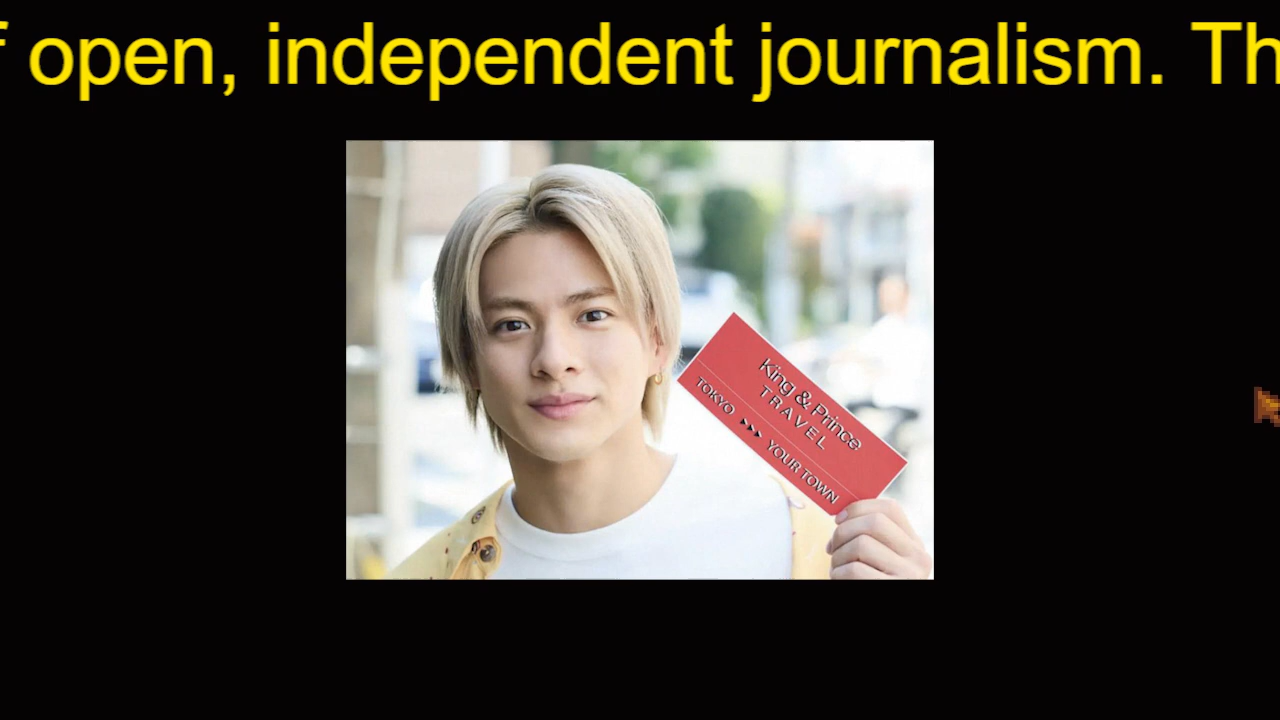 f open, independent journalism. Th
King & Prince
TRAVEL
TOKYO >>> YOUR TOWN